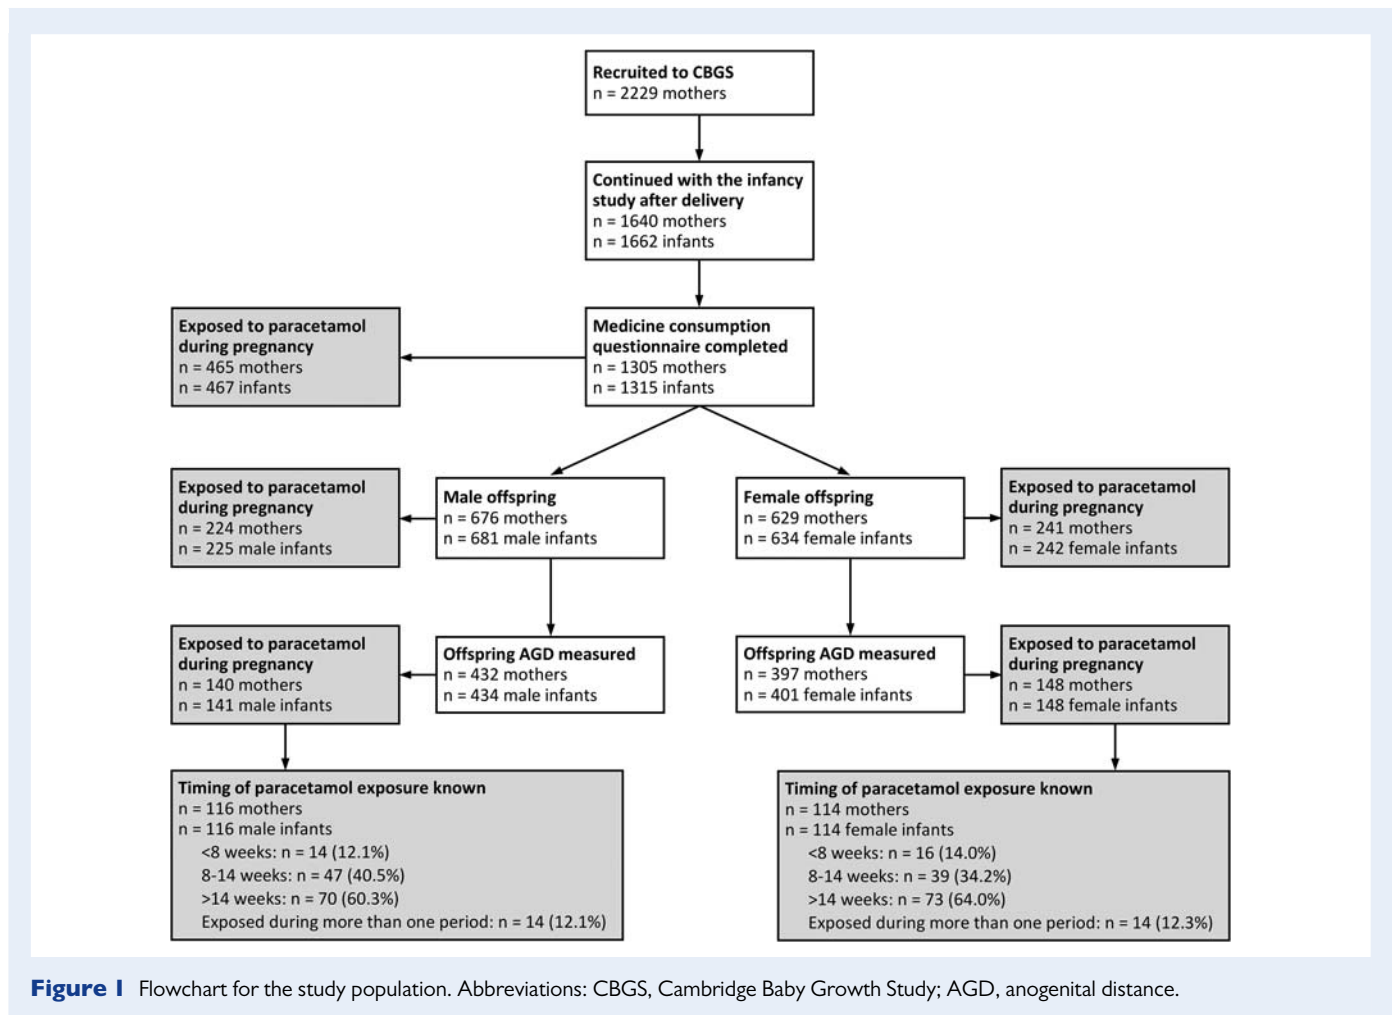 Recruited to CBGS
n = 2229 mothers
Continued with the infancy
study after delivery
n = 1640 mothers
n = 1662 infants
Exposed to paracetamol
during pregnancy
n = 465 mothers
n = 467 infants
Medicine consumption
questionnaire completed
n = 1305 mothers
n = 1315 infants
Exposed to paracetamol
during pregnancy
n = 224 mothers
n = 225 male infants
Male offspring
n = 676 mothers
n = 681 male infants
Female offspring
n = 629 mothers
n = 634 female infants
Exposed to paracetamol
during pregnancy
n = 241 mothers
n = 242 female infants
Exposed to paracetamol
during pregnancy
n = 140 mothers
n = 141 male infants
Offspring AGD measured
n = 432 mothers
n = 434 male infants
Offspring AGD measured
n = 397 mothers
n = 401 female infants
Exposed to paracetamol
during pregnancy
n = 148 mothers
n = 148 female infants
Timing of paracetamol exposure known
n = 116 mothers
n = 116 male infants
<8 weeks: n = 14 (12.1%)
8-14 weeks: n = 47 (40.5%)
>14 weeks: n = 70 (60.3%)
Exposed during more than one period: n = 14 (12.1%)
Timing of paracetamol exposure known
n = 114 mothers
n = 114 female infants
<8 weeks: n = 16 (14.0%)
8-14 weeks: n = 39 (34.2%)
>14 weeks: n = 73 (64.0%)
Exposed during more than one period: n = 14 (12.3%)
Figure 1 Flowchart for the study population. Abbreviations: CBGS, Cambridge Baby Growth Study; AGD, anogenital distance.